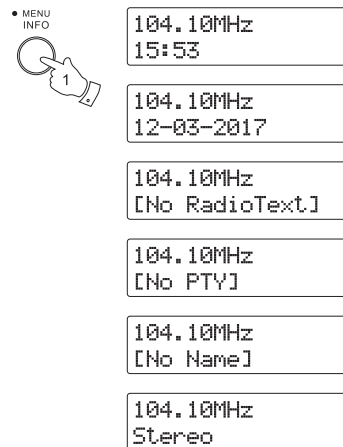 • MENU
INFO
1
104.10MHz
15:53
104.10MHz
12-03-2017
104.10MHz
[No RadioText]
104.10MHz
[No PTY]
104.10MHz
[No Name]
104.10MHz
Stereo